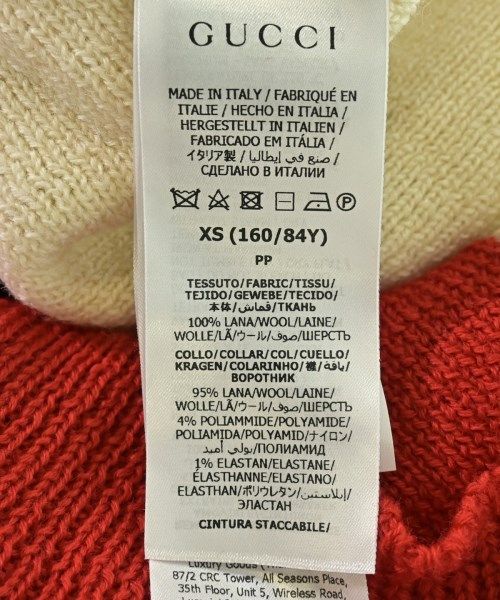 GUCCI
MADE IN ITALY / FABRIQUÉ EN
ITALIE / HECHO EN ITALIA /
HERGESTELLT IN ITALIEN /
FABRICADO EM ITÁLIA /
イタリア製 / صنع في إيطاليا /
СДЕЛАНО В ИТАЛИИ
XS (160/84Y)
PP
TESSUTO/FABRIC/TISSU/
TEJIDO/GEWEBE/TECIDO/
本体/قماش/ТКАНЬ
100% LANA/WOOL/LAINE/
WOLLE/LÃ/ウール/صوف/ШЕРСТЬ
COLLO/COLLAR/COL/CUELLO/
KRAGEN/COLARINHO/襟/ياقة/
ВОРОТНИК
95% LANA/WOOL/LAINE/
WOLLE/LÃ/ウール/صوف/ШЕРСТЬ
4% POLIAMMIDE/POLYAMIDE/
POLIAMIDA/POLYAMID/ナイロン/
بولي أميد/ПОЛИАМИД
1% ELASTAN/ELASTANE/
ÉLASTHANNE/ELASTANO/
ELASTHAN/ポリウレタン/إيلاستين/
ЭЛАСТАН
CINTURA STACCABILE/
Luxury Goods
87/2 CRC Tower, All Seasons Place,
35th Floor, Unit 5, Wireless Road,